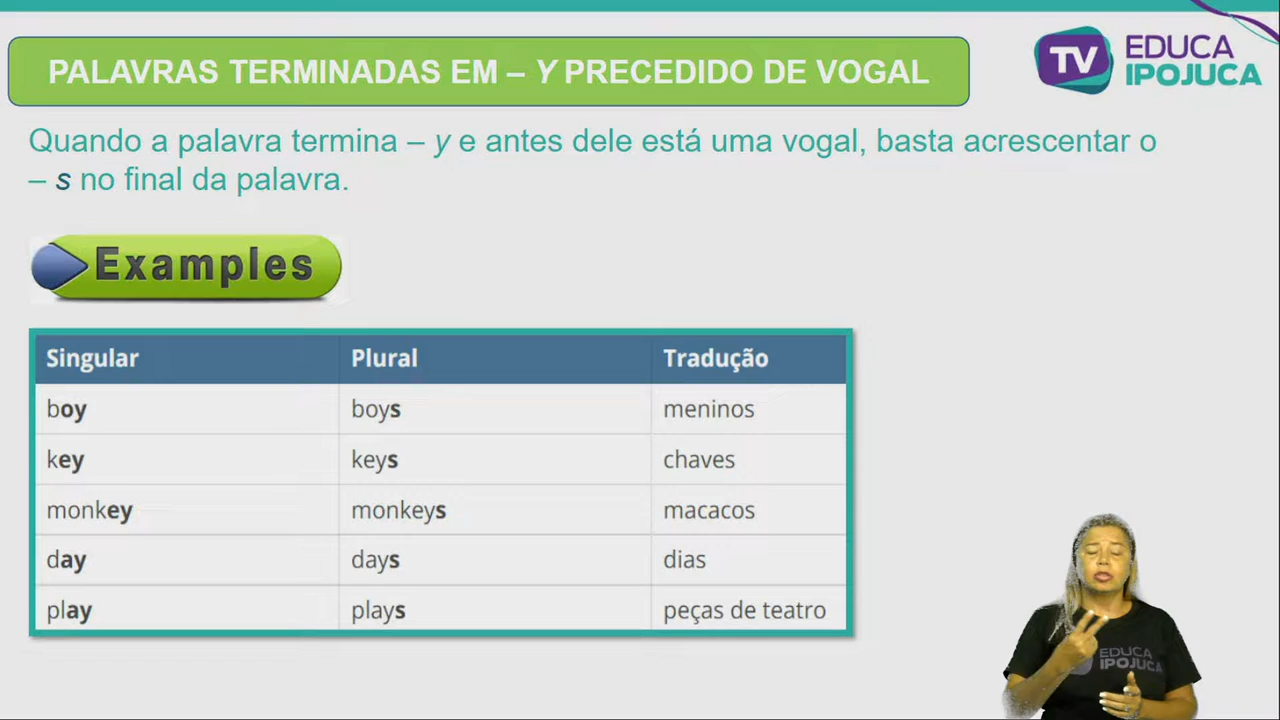 PALAVRAS TERMINADAS EM – Y PRECEDIDO DE VOGAL
TV EDUCA
IPOJUCA
Quando a palavra termina – y e antes dele está uma vogal, basta acrescentar o
– s no final da palavra.
Examples
Singular Plural Tradução
boy boys meninos
key keys chaves
monkey monkeys macacos
day days dias
play plays peças de teatro
EDUCA
IPOJUCA